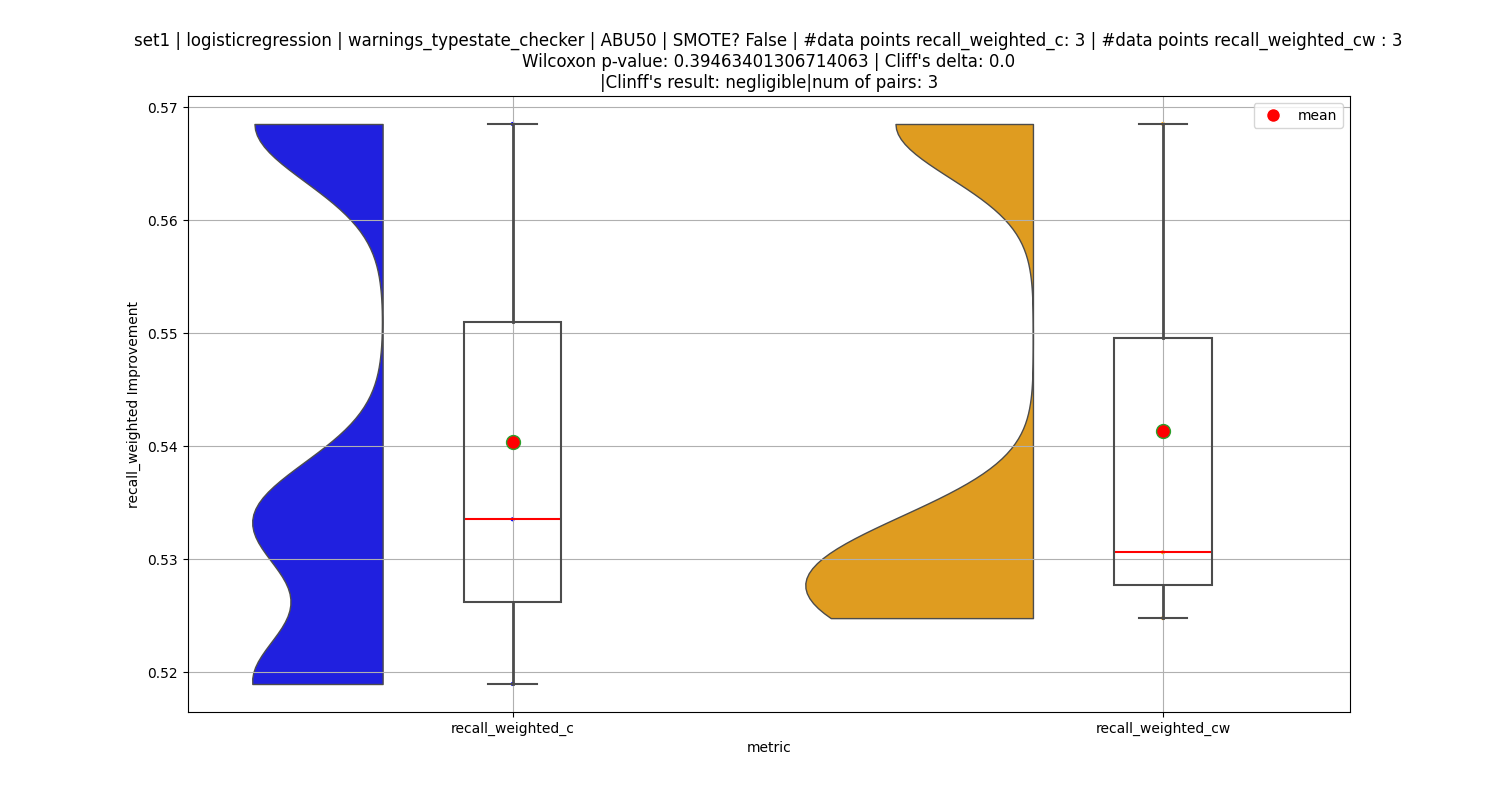 set1 | logisticregression | warnings_typestate_checker | ABU50 | SMOTE? False | #data points recall_weighted_c: 3 | #data points recall_weighted_cw : 3
Wilcoxon p-value: 0.39463401306714063 | Cliff's delta: 0.0
|Clinff's result: negligible|num of pairs: 3
mean
0.57
0.56
0.55
0.54
0.53
0.52
recall_weighted Improvement
recall_weighted_c
recall_weighted_cw
metric